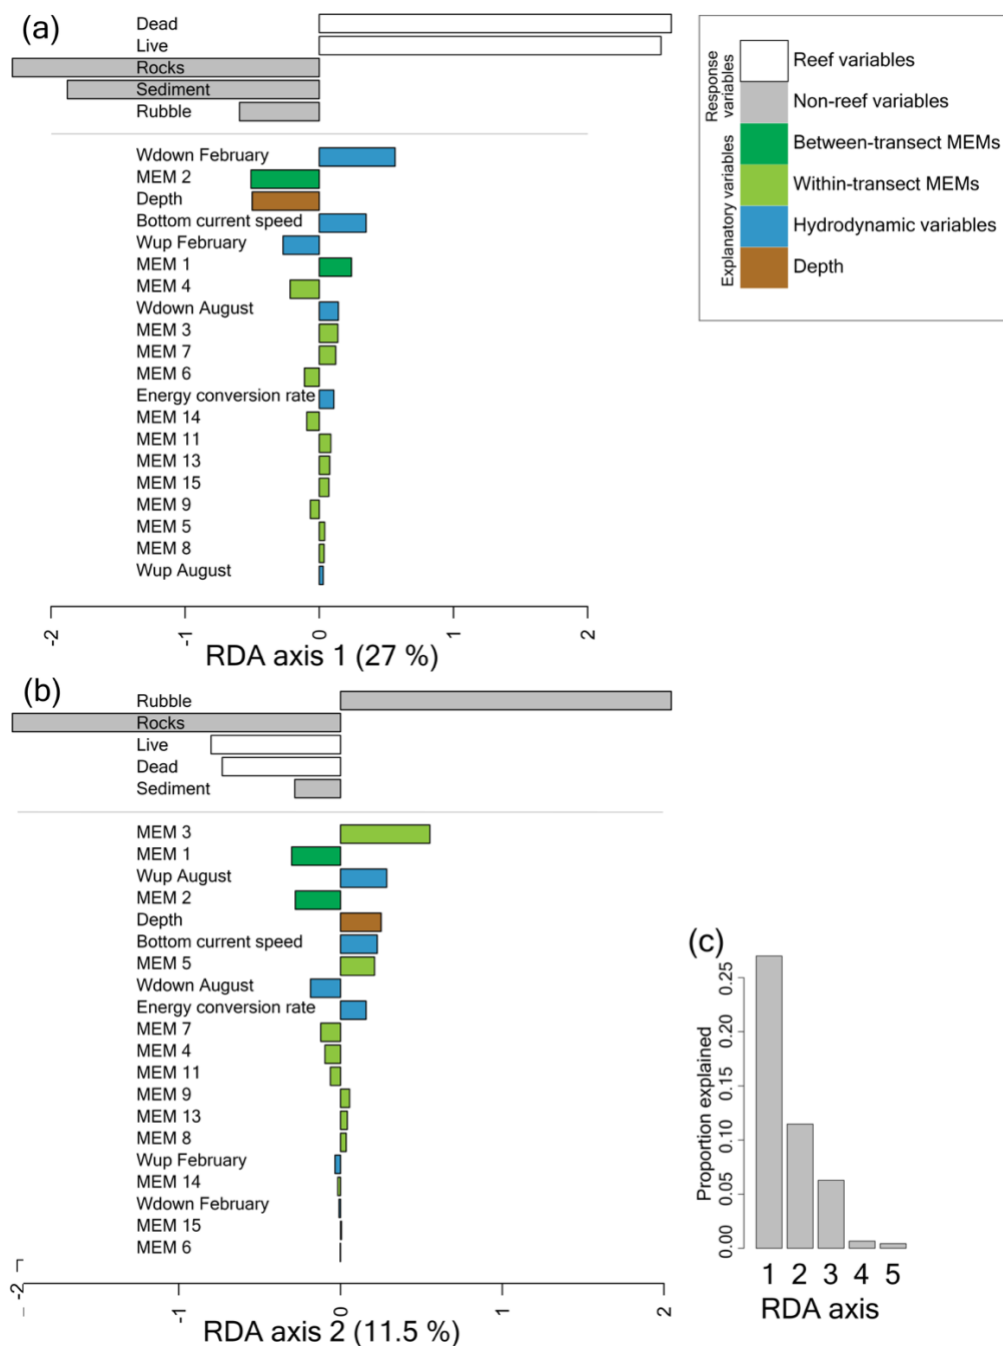 (a)
Dead
Live
Rocks
Sediment
Rubble
Wdown February
MEM 2
Depth
Bottom current speed
Wup February
MEM 1
MEM 4
Wdown August
MEM 3
MEM 7
MEM 6
Energy conversion rate
MEM 14
MEM 11
MEM 13
MEM 15
MEM 9
MEM 5
MEM 8
Wup August
-2 -1 0 1 2
RDA axis 1 (27 %)
Response variables
Explanatory variables
Reef variables
Non-reef variables
Between-transect MEMs
Within-transect MEMs
Hydrodynamic variables
Depth
(b)
Rubble
Rocks
Live
Dead
Sediment
MEM 3
MEM 1
Wup August
MEM 2
Depth
Bottom current speed
MEM 5
Wdown August
Energy conversion rate
MEM 7
MEM 4
MEM 11
MEM 9
MEM 13
MEM 8
Wup February
MEM 14
Wdown February
MEM 15
MEM 6
-2 -1 0 1 2
RDA axis 2 (11.5 %)
(c)
Proportion explained
0.25
0.20
0.15
0.10
0.05
0.00
1 2 3 4 5
RDA axis